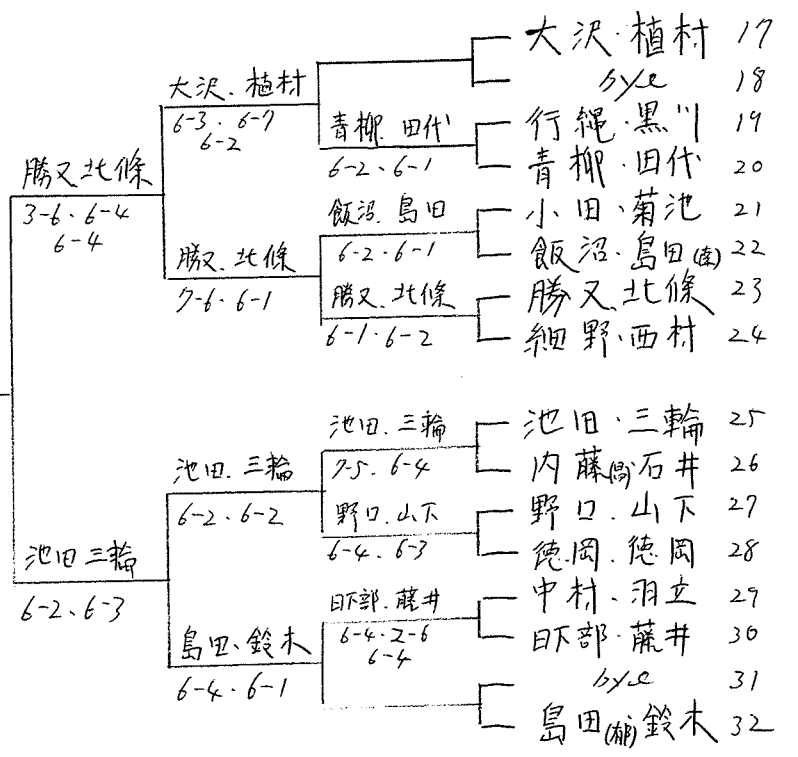 大沢・植村 17
bye 18
大沢・植村
6-3・6-7
6-2
青柳・田代
行縄・黒川 19
6-2・6-1
青柳・田代 20
勝又・北條
3-6・6-4
6-4
飯沼・島田
小田・菊池 21
6-2・6-1
飯沼・島田 22
勝又・北條
7-6・6-1
勝又・北條
勝又・北條 23
6-1・6-2
細野・西村 24
池田・三輪
池田・三輪 25
池田・三輪
7-5・6-4
内藤 石井 26
6-2・6-2
野口・山下
野口・山下 27
6-4・6-3
徳岡・徳岡 28
池田 三輪
6-2・6-3
日下部・藤井
中村・羽立 29
6-4・2-6
6-4
日下部・藤井 30
島田・鈴木
6-4・6-1
bye 31
島田 鈴木 32